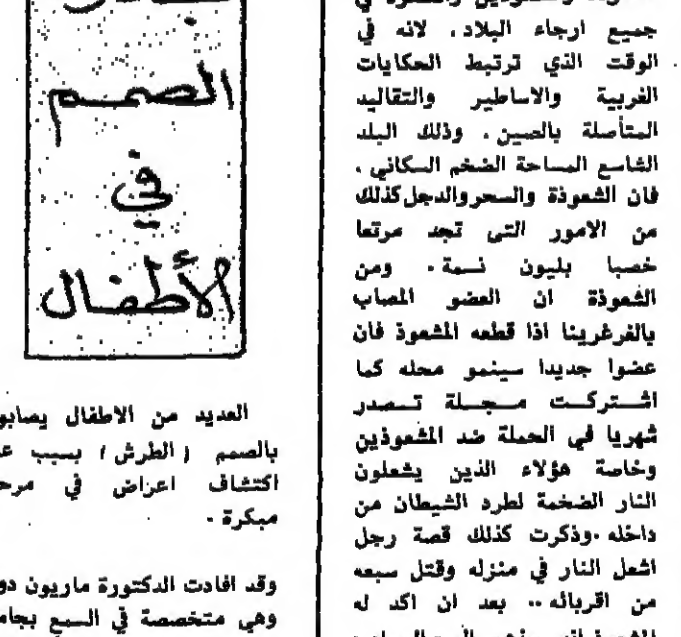 جميع ارجاء البلاد، لانه في
الوقت الذي ترتبط الحكايات
الغريبة والاساطير والتقاليد
المتأصلة بالصين، وذلك البلد
الشاسع المساحة الضخم السكاني،
فان الشعوذة والسحر والدجل كذلك
من الامور التي تجد مرتعا
خصبا بليون نسمة. ومن
الشعوذة ان العضو المصاب
بالغرغرينا اذا قطعه المشعوذ فان
عضوا جديدا سينمو محله كما
اشتركت مجلة تصدر
شهريا في الحملة ضد المشعوذين
وخاصة هؤلاء الذين يشعلون
النار الضخمة لطرد الشيطان من
داخله. وذكرت كذلك قصة رجل
اشعل النار في منزله وقتل سبعه
من اقربائه.. بعد ان اكد له
الصمم
في
الأطفال
العديد من الاطفال يصابو
بالصمم (الطرش) بسبب عد
اكتشاف اعراض في مرح
مبكرة.
وقد افادت الدكتورة ماريون دو
وهي متخصصة في السمع بجام